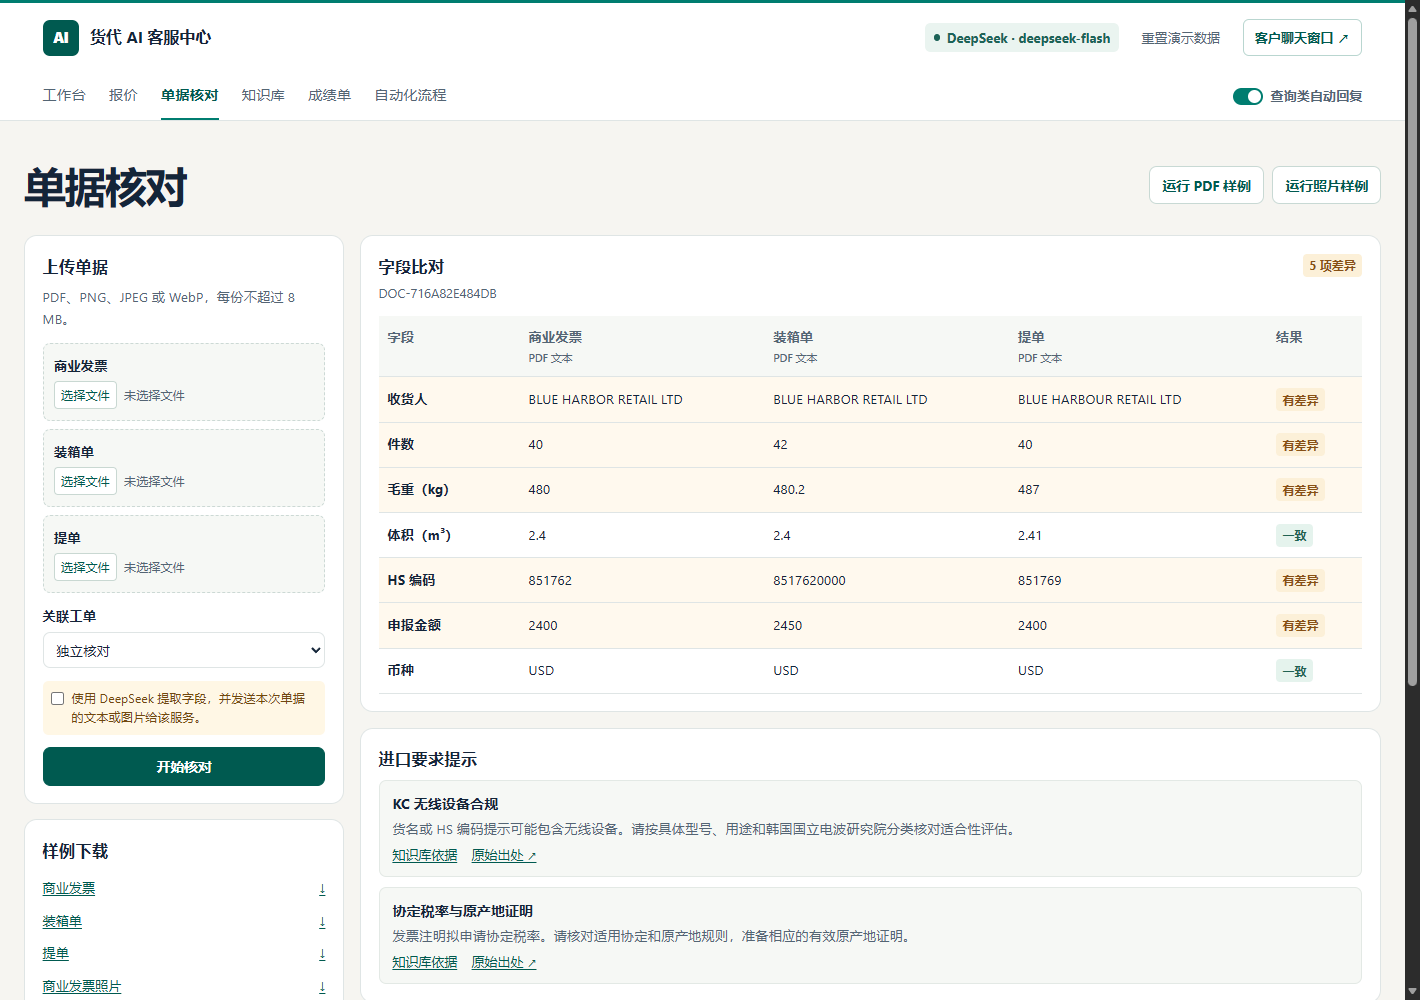 AI 货代 AI 客服中心
DeepSeek · deepseek-flash
重置演示数据
客户聊天窗口 ↗
工作台 报价 单据核对 知识库 成绩单 自动化流程
查询类自动回复
单据核对
运行 PDF 样例 运行照片样例
上传单据
PDF、PNG、JPEG 或 WebP，每份不超过 8
MB。
商业发票
选择文件 未选择文件
装箱单
选择文件 未选择文件
提单
选择文件 未选择文件
关联工单
独立核对
使用 DeepSeek 提取字段，并发送本次单据
的文本或图片给该服务。
开始核对
样例下载
商业发票 ↓
装箱单 ↓
提单 ↓
商业发票照片 ↓
字段比对 5 项差异
DOC-716A82E484DB
字段 商业发票 装箱单 提单 结果
PDF 文本 PDF 文本 PDF 文本
收货人 BLUE HARBOR RETAIL LTD BLUE HARBOR RETAIL LTD BLUE HARBOUR RETAIL LTD 有差异
件数 40 42 40 有差异
毛重（kg） 480 480.2 487 有差异
体积（m³） 2.4 2.4 2.41 一致
HS 编码 851762 8517620000 851769 有差异
申报金额 2400 2450 2400 有差异
币种 USD USD USD 一致
进口要求提示
KC 无线设备合规
货名或 HS 编码提示可能包含无线设备。请按具体型号、用途和韩国国立电波研究院分类核对适合性评估。
知识库依据 原始出处 ↗
协定税率与原产地证明
发票注明拟申请协定税率。请核对适用协定和原产地规则，准备相应的有效原产地证明。
知识库依据 原始出处 ↗